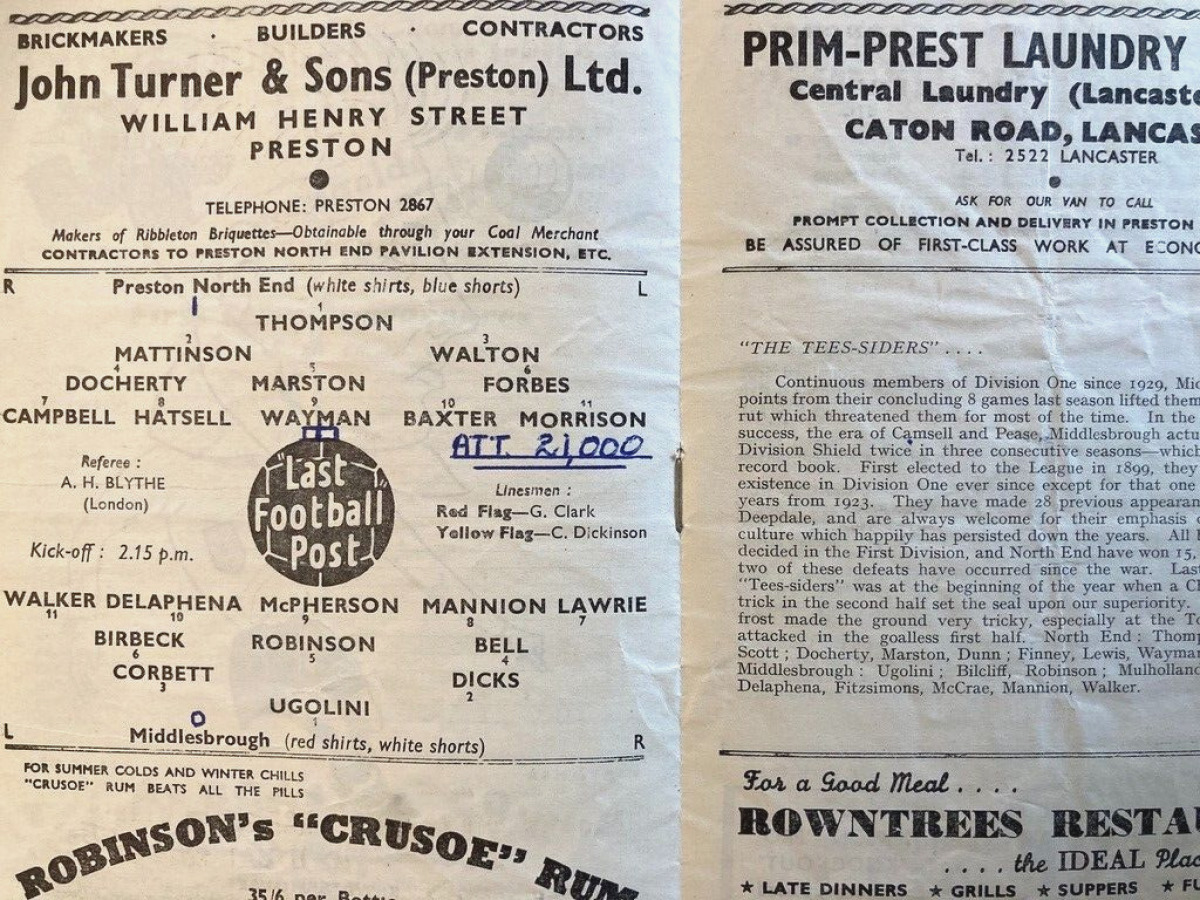 BRICKMAKERS · BUILDERS · CONTRACTORS
John Turner & Sons (Preston) Ltd.
WILLIAM HENRY STREET
PRESTON
TELEPHONE: PRESTON 2867
Makers of Ribbleton Briquettes—Obtainable through your Coal Merchant
CONTRACTORS TO PRESTON NORTH END PAVILION EXTENSION, ETC.
R Preston North End (white shirts, blue shorts) L
1
1
THOMPSON
2 3
MATTINSON WALTON
4 5 6
DOCHERTY MARSTON FORBES
7 8 9 10 11
CAMPBELL HATSELL WAYMAN BAXTER MORRISON
ATT. 21,000
Referee :
A. H. BLYTHE
(London)
Kick-off : 2.15 p.m.
"Last
Football
Post"
Linesmen :
Red Flag—G. Clark
Yellow Flag—C. Dickinson
WALKER DELAPHENA McPHERSON MANNION LAWRIE
11 10 9 8 7
BIRBECK ROBINSON BELL
6 5 4
CORBETT DICKS
3 2
UGOLINI
1
0
L Middlesbrough (red shirts, white shorts) R
FOR SUMMER COLDS AND WINTER CHILLS
"CRUSOE" RUM BEATS ALL THE PILLS
ROBINSON's "CRUSOE" RUM
35/6 per Bottle
PRIM-PREST LAUNDRY
Central Laundry (Lancaste
CATON ROAD, LANCAS
Tel. : 2522 LANCASTER
ASK FOR OUR VAN TO CALL
PROMPT COLLECTION AND DELIVERY IN PRESTON
BE ASSURED OF FIRST-CLASS WORK AT ECONO
"THE TEES-SIDERS" . . . .
Continuous members of Division One since 1929, Mid
points from their concluding 8 games last season lifted them
rut which threatened them for most of the time. In the
success, the era of Camsell and Pease, Middlesbrough actu
Division Shield twice in three consecutive seasons—which
record book. First elected to the League in 1899, they
existence in Division One ever since except for that one
years from 1923. They have made 28 previous appearan
Deepdale, and are always welcome for their emphasis
culture which happily has persisted down the years. All
decided in the First Division, and North End have won 15,
two of these defeats have occurred since the war. Last
"Tees-siders" was at the beginning of the year when a C
trick in the second half set the seal upon our superiority.
frost made the ground very tricky, especially at the To
attacked in the goalless first half. North End : Thomp
Scott ; Docherty, Marston, Dunn ; Finney, Lewis, Wayman
Middlesbrough : Ugolini ; Bilcliff, Robinson ; Mulholland
Delaphena, Fitzsimons, McCrae, Mannion, Walker.
For a Good Meal . . . .
ROWNTREES RESTA
. . . . the IDEAL Plac
★ LATE DINNERS ★ GRILLS ★ SUPPERS ★ FU